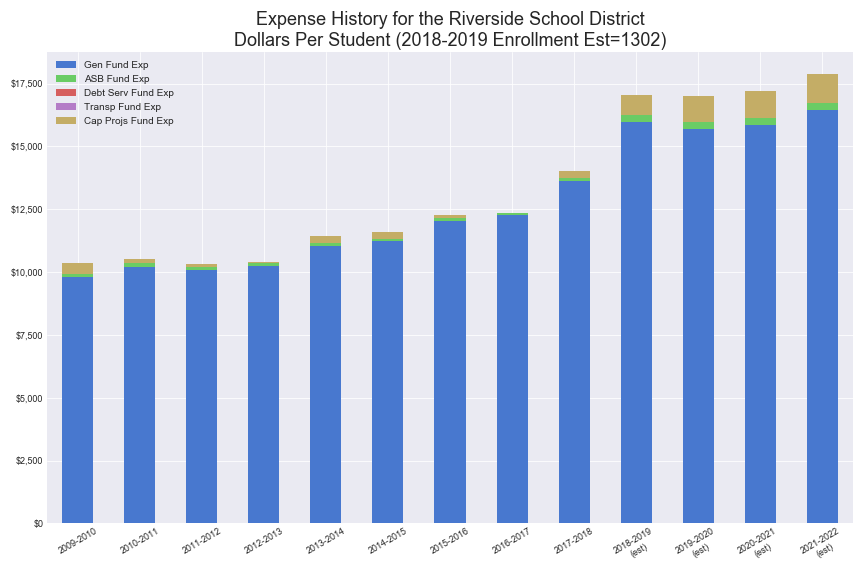 Expense History for the Riverside School District
Dollars Per Student (2018-2019 Enrollment Est=1302)
Gen Fund Exp
ASB Fund Exp
Debt Serv Fund Exp
Transp Fund Exp
Cap Projs Fund Exp
$17,500
$15,000
$12,500
$10,000
$7,500
$5,000
$2,500
$0
2009-2010
2010-2011
2011-2012
2012-2013
2013-2014
2014-2015
2015-2016
2016-2017
2017-2018
2018-2019
(est)
2019-2020
(est)
2020-2021
(est)
2021-2022
(est)